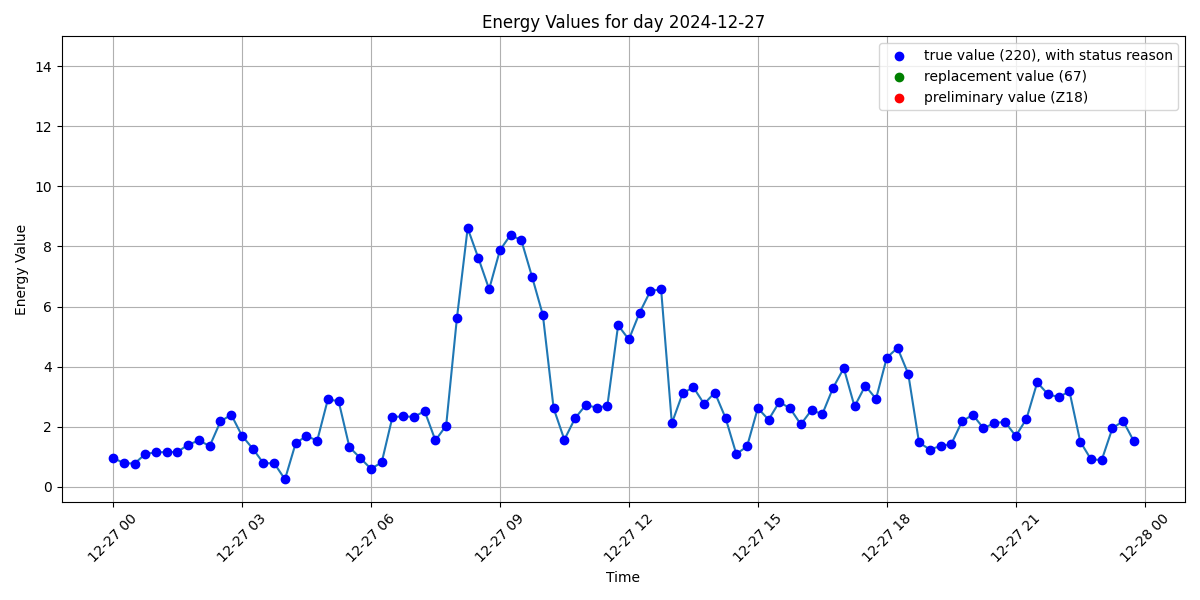 Energy Values for day 2024-12-27
true value (220), with status reason
replacement value (67)
preliminary value (Z18)
Energy Value
14
12
10
8
6
4
2
0
12-27 00
12-27 03
12-27 06
12-27 09
12-27 12
12-27 15
12-27 18
12-27 21
12-28 00
Time